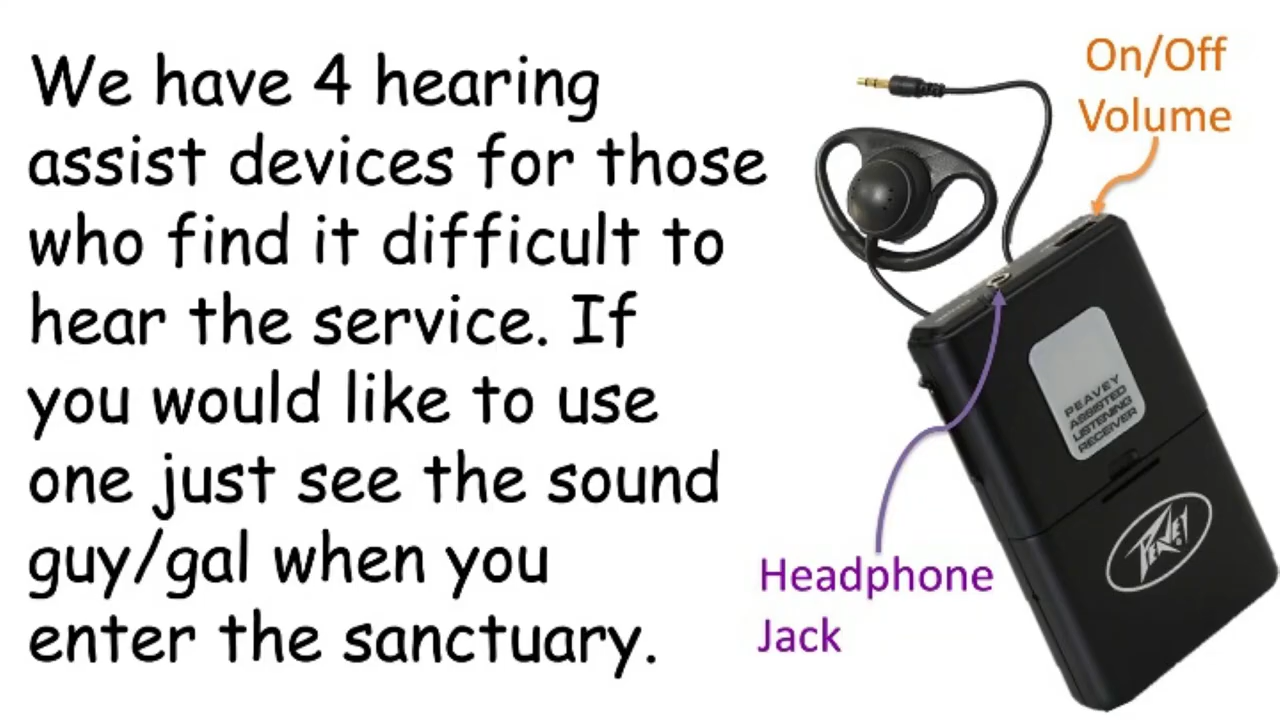 We have 4 hearing
assist devices for those
who find it difficult to
hear the service. If
you would like to use
one just see the sound
guy/gal when you
enter the sanctuary.
On/Off
Volume
PEAVEY
ASSISTED
LISTENING
RECEIVER
PEAVEY
Headphone
Jack